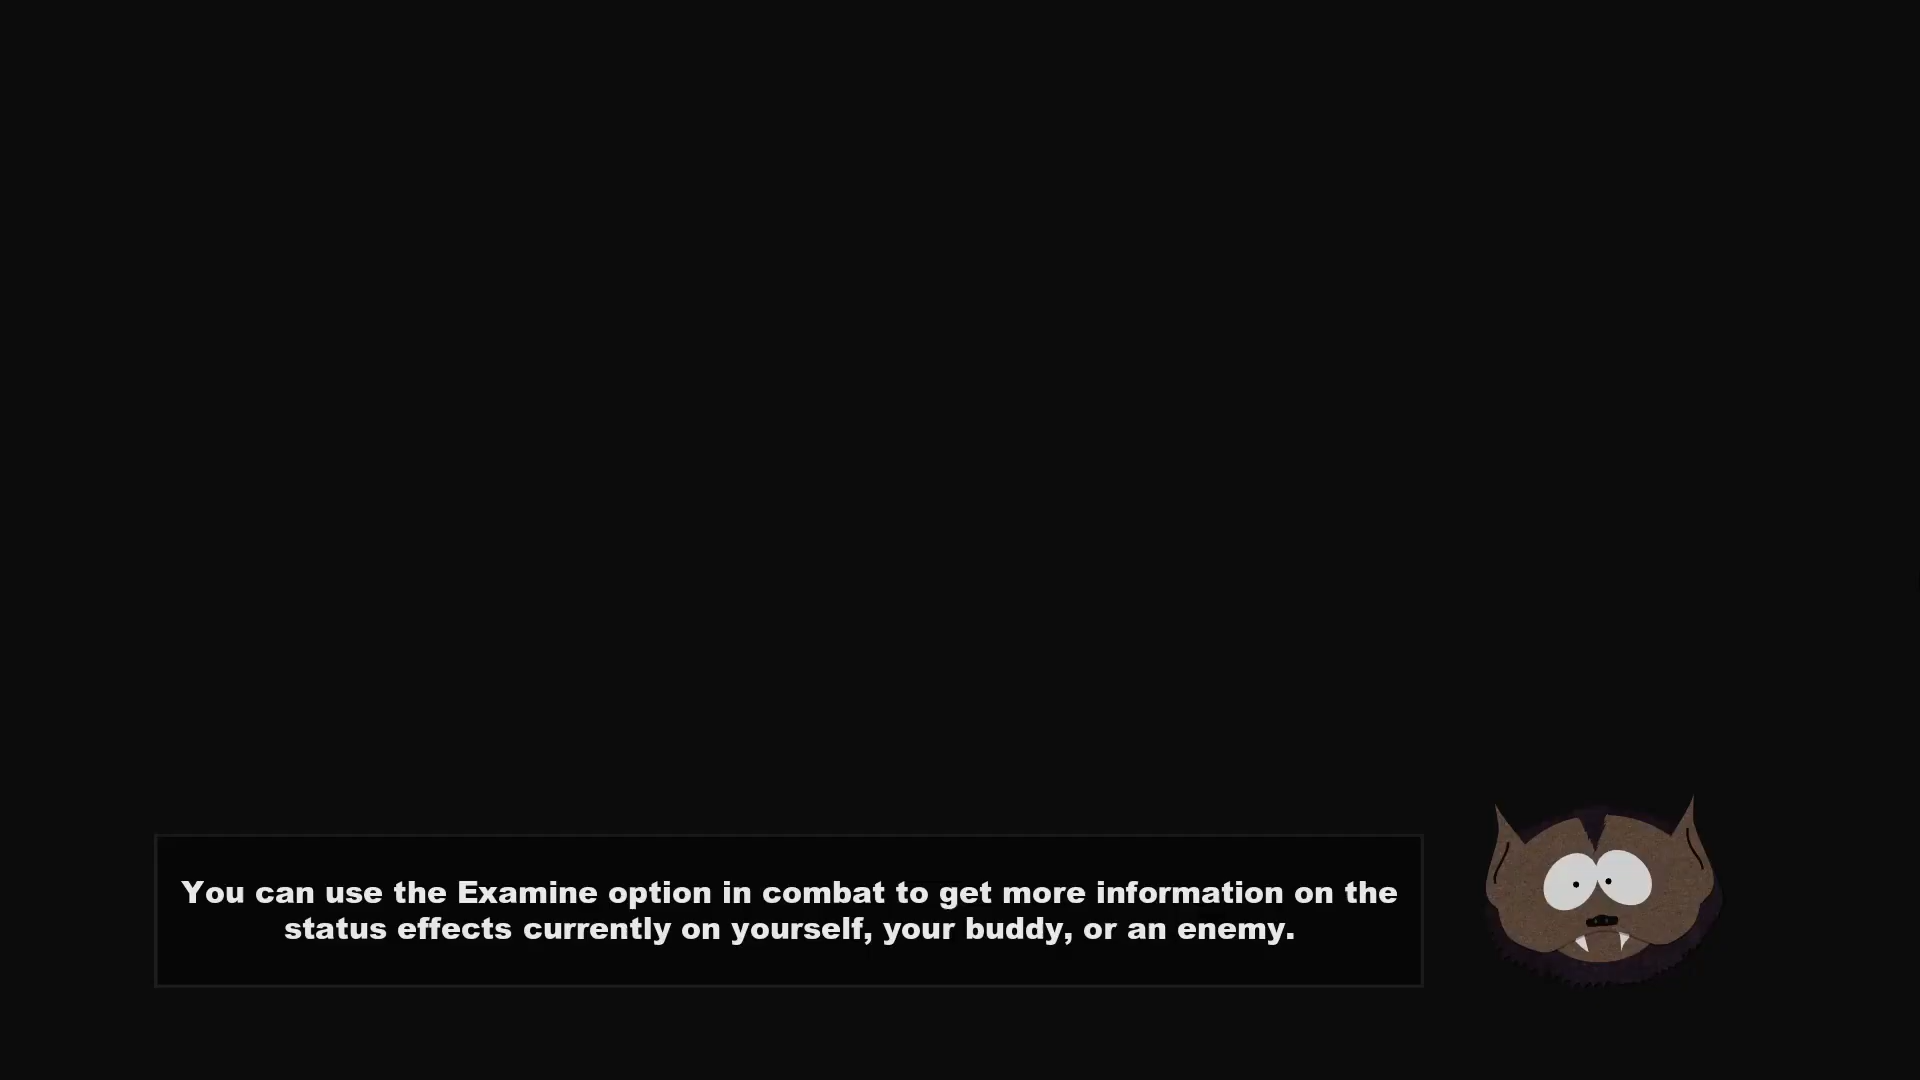 You can use the Examine option in combat to get more information on the
status effects currently on yourself, your buddy, or an enemy.